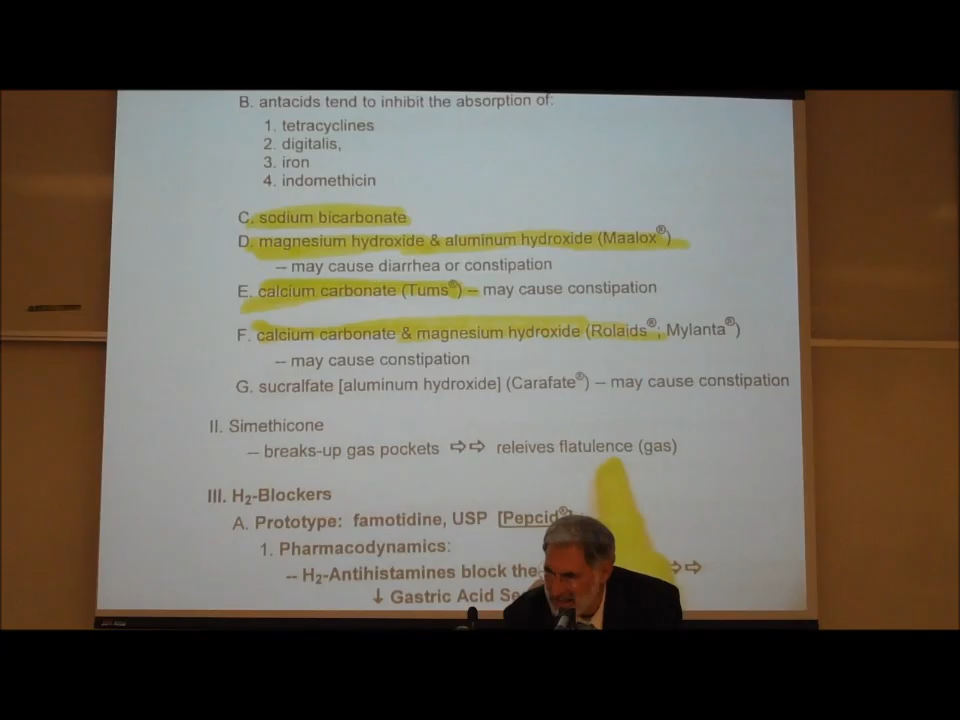 B. antacids tend to inhibit the absorption of:
1. tetracyclines
2. digitalis,
3. iron
4. indomethicin
C. sodium bicarbonate
D. magnesium hydroxide & aluminum hydroxide (Maalox®)
-- may cause diarrhea or constipation
E. calcium carbonate (Tums®) -- may cause constipation
F. calcium carbonate & magnesium hydroxide (Rolaids®; Mylanta®)
-- may cause constipation
G. sucralfate [aluminum hydroxide] (Carafate®) -- may cause constipation
II. Simethicone
-- breaks-up gas pockets ⇨⇨ releives flatulence (gas)
III. H₂-Blockers
A. Prototype: famotidine, USP [Pepcid®
1. Pharmacodynamics:
-- H₂-Antihistamines block the ⇨⇨
↓ Gastric Acid